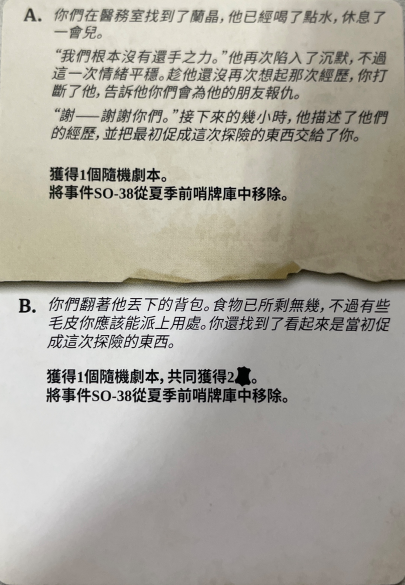 A. 你們在醫務室找到了蘭晶，他已經喝了點水，休息了
一會兒。
“我們根本沒有還手之力。”他再次陷入了沉默，不過
這一次情緒平穩。趁他還沒再次想起那次經歷，你打
斷了他，告訴他你們會為他的朋友報仇。
“謝——謝謝你們。”接下來的幾小時，他描述了他們
的經歷，並把最初促成這次探險的東西交給了你。
獲得1個隨機劇本。
將事件SO-38從夏季前哨牌庫中移除。
B. 你們翻著他丟下的背包。食物已所剩無幾，不過有些
毛皮你應該能派上用處。你還找到了看起來是當初促
成這次探險的東西。
獲得1個隨機劇本，共同獲得2。
將事件SO-38從夏季前哨牌庫中移除。